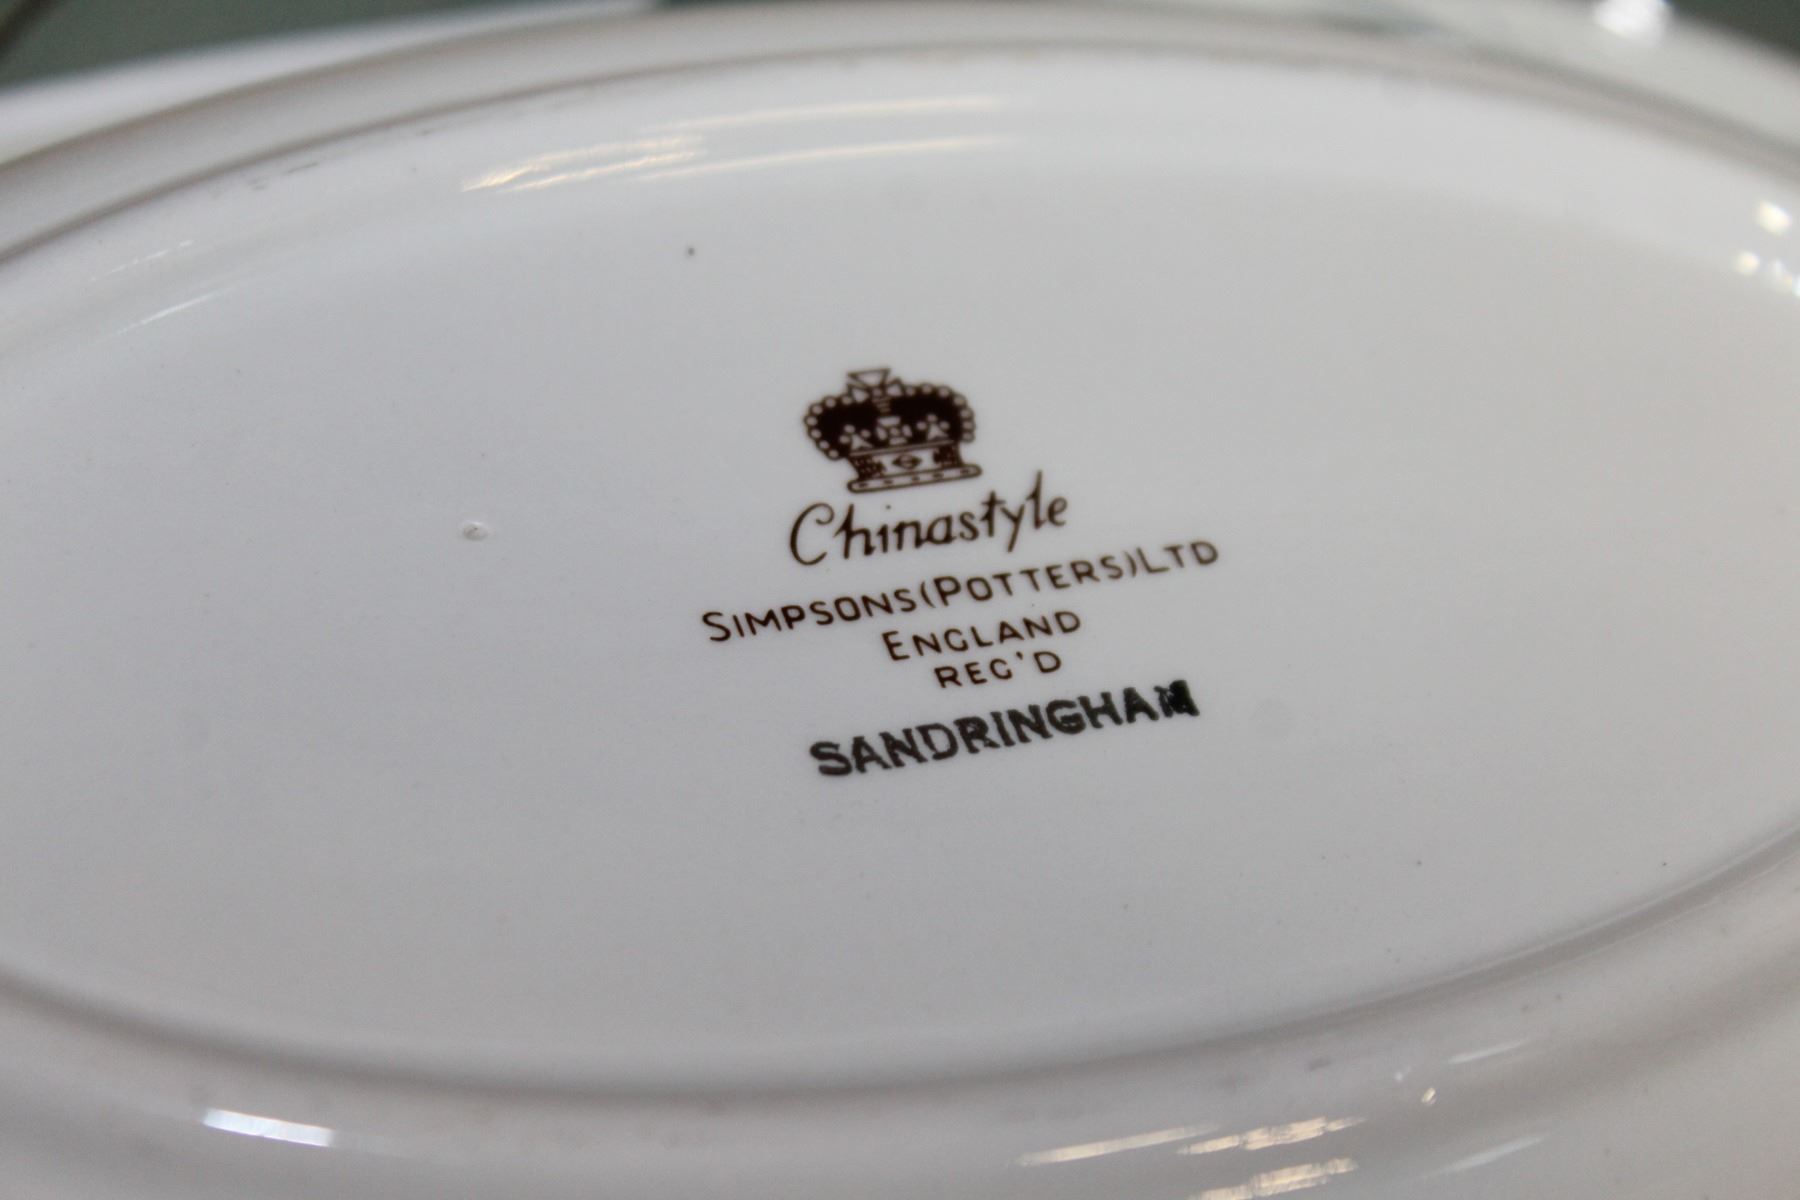 Chinastyle
SIMPSONS(POTTERS)LTD
ENGLAND
REG'D
SANDRINGHAM